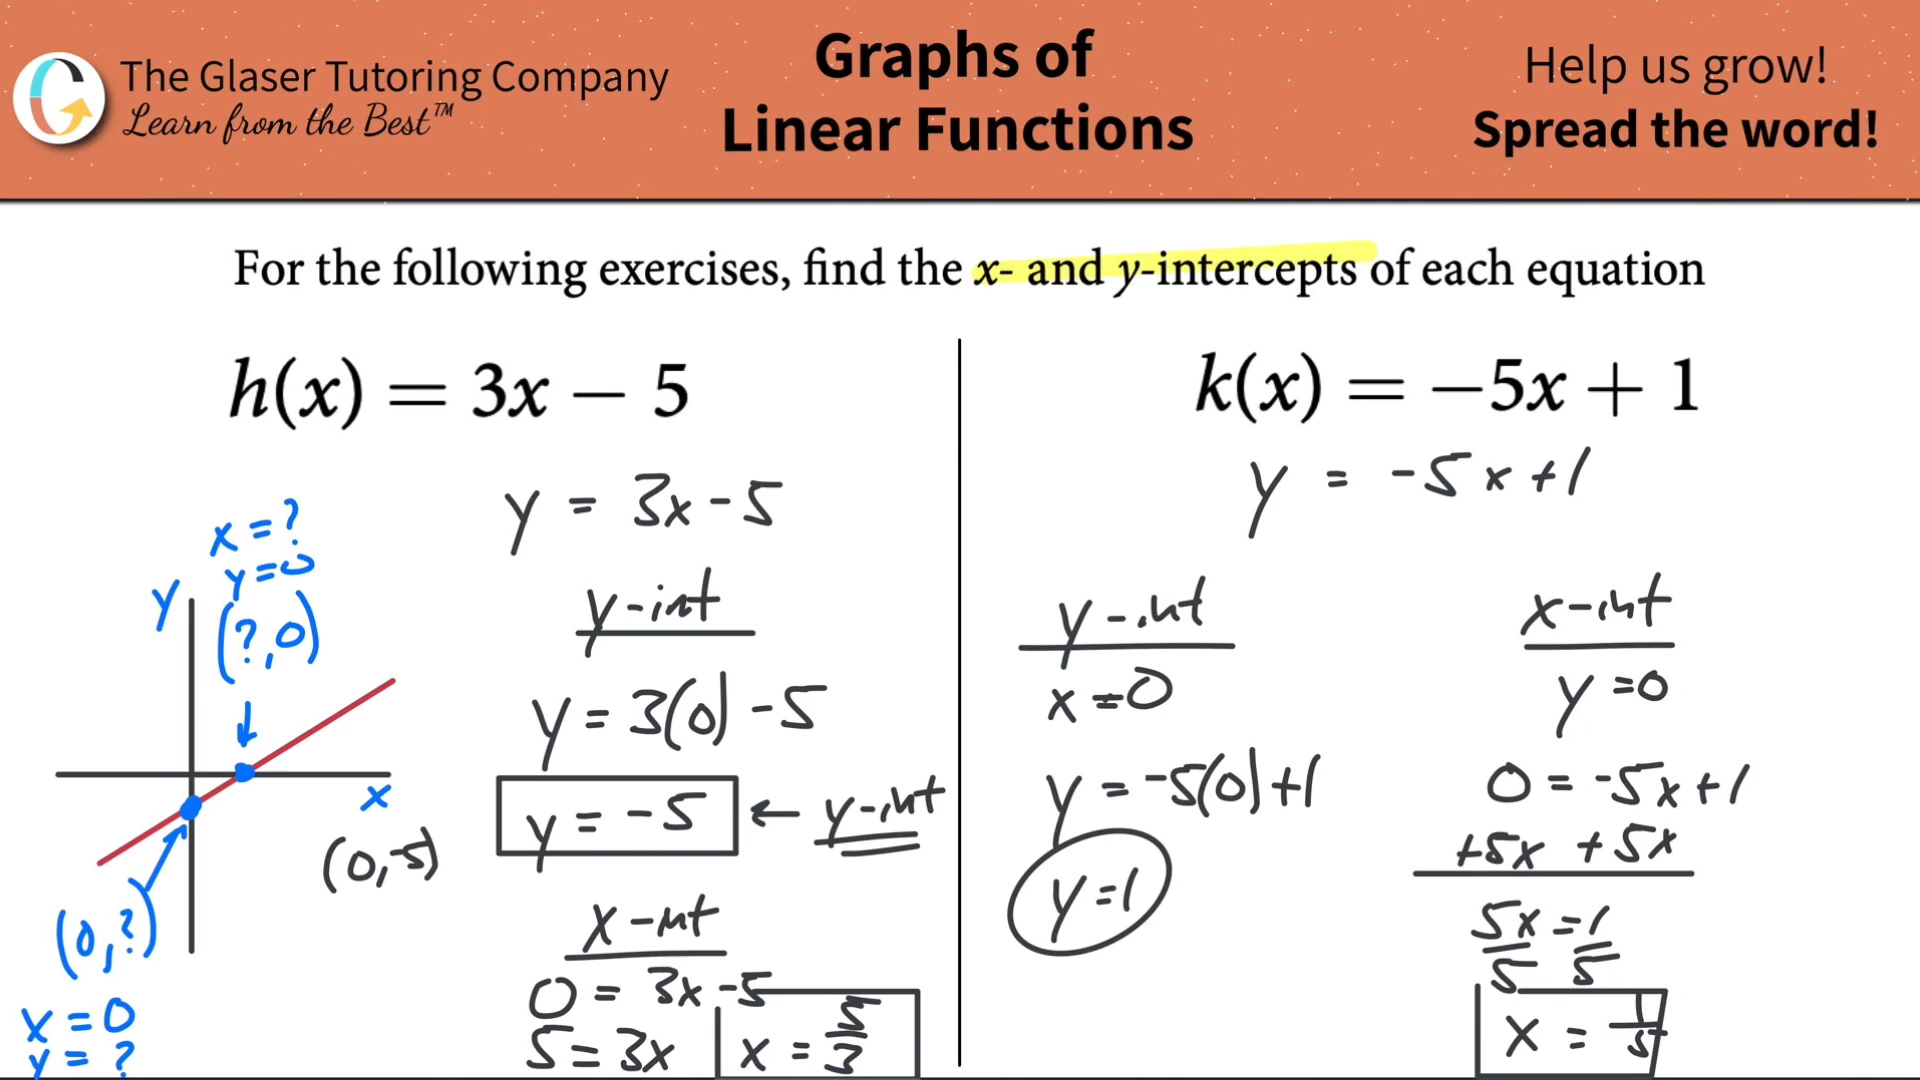 The Glaser Tutoring Company
Learn from the Best™
Graphs of
Linear Functions
Help us grow!
Spread the word!
For the following exercises, find the x- and y-intercepts of each equation
h(x) = 3x − 5
y = 3x - 5
x = ?
y = 0
(?, 0)
y
x
(0, ?)
x = 0
y = ?
(0, -5)
y-int
y = 3(0) - 5
y = -5 ← y-int
x-int
0 = 3x - 5
5 = 3x
x = 5/3
k(x) = −5x + 1
y = -5x + 1
y-int
x = 0
y = -5(0) + 1
y = 1
x-int
y = 0
0 = -5x + 1
+5x +5x
5x = 1
5 5
x = 1/5